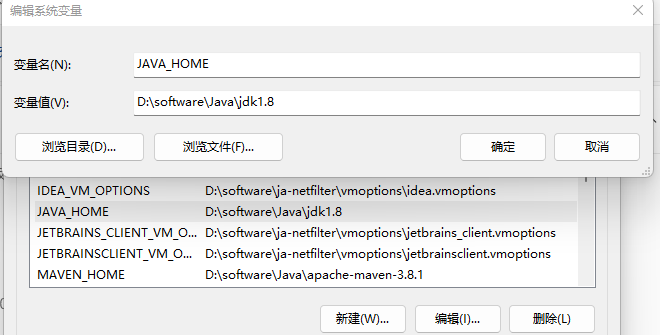 编辑系统变量
变量名(N):
JAVA_HOME
变量值(V):
D:\software\Java\jdk1.8
浏览目录(D)...
浏览文件(F)...
确定
取消
IDEA_VM_OPTIONS D:\software\ja-netfilter\vmoptions\idea.vmoptions
JAVA_HOME D:\software\Java\jdk1.8
JETBRAINS_CLIENT_VM_O... D:\software\ja-netfilter\vmoptions\jetbrains_client.vmoptions
JETBRAINSCLIENT_VM_O... D:\software\ja-netfilter\vmoptions\jetbrainsclient.vmoptions
MAVEN_HOME D:\software\Java\apache-maven-3.8.1
新建(W)...
编辑(I)...
删除(L)